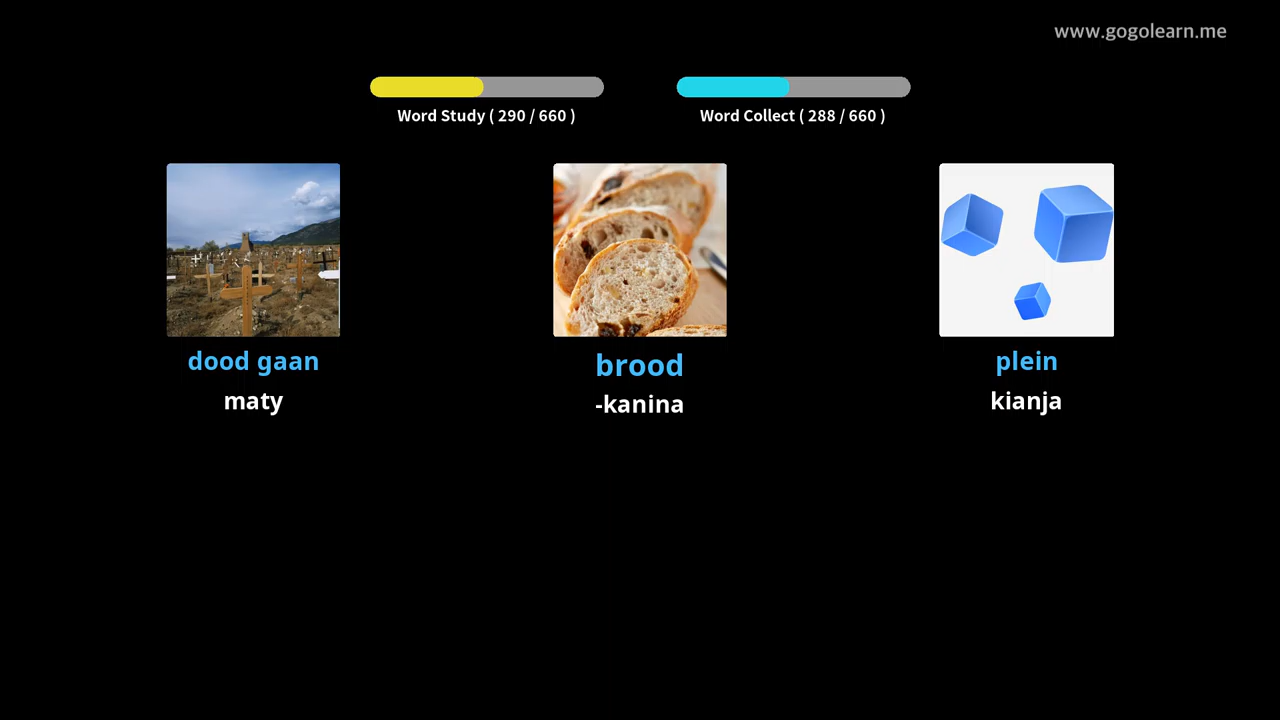 www.gogolearn.me
Word Study ( 290 / 660 )
Word Collect ( 288 / 660 )
dood gaan
maty
brood
-kanina
plein
kianja